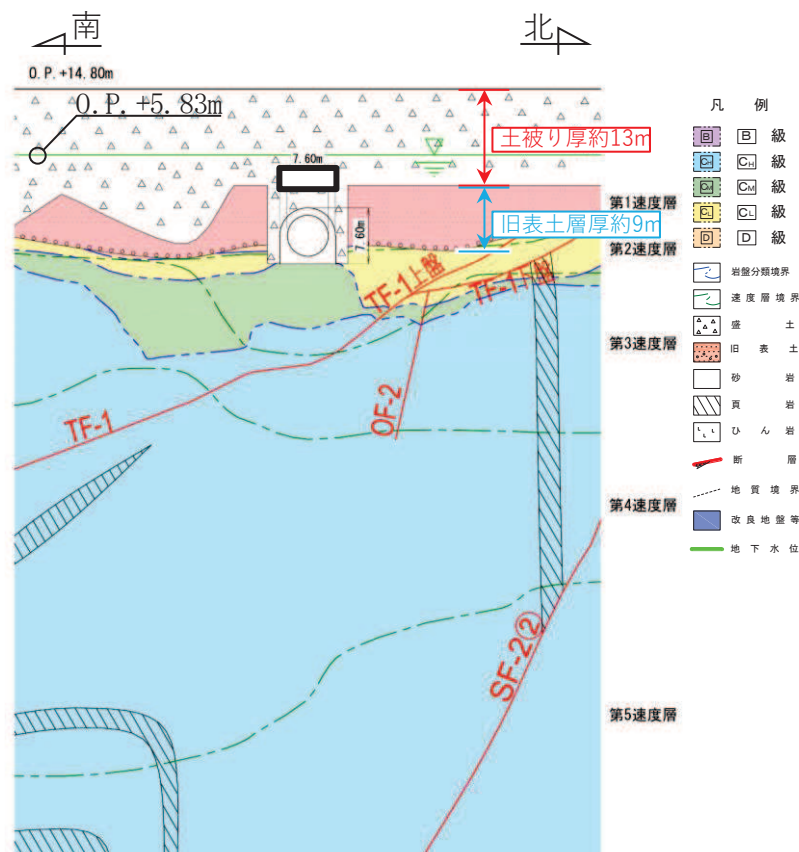 南
北
O.P.+14.80m
O.P.+5.83m
土被り厚約13m
7.60m
7.60m
旧表土層厚約9m
TF-1上盤
TF-1下盤
TF-1
OF-2
SF-2②
第1速度層
第2速度層
第3速度層
第4速度層
第5速度層
凡 例
B B 級
CH CH 級
CM CM 級
CL CL 級
D D 級
岩盤分類境界
速度層境界
盛土
旧表土
砂岩
頁岩
ひん岩
断層
地質境界
改良地盤等
地下水位